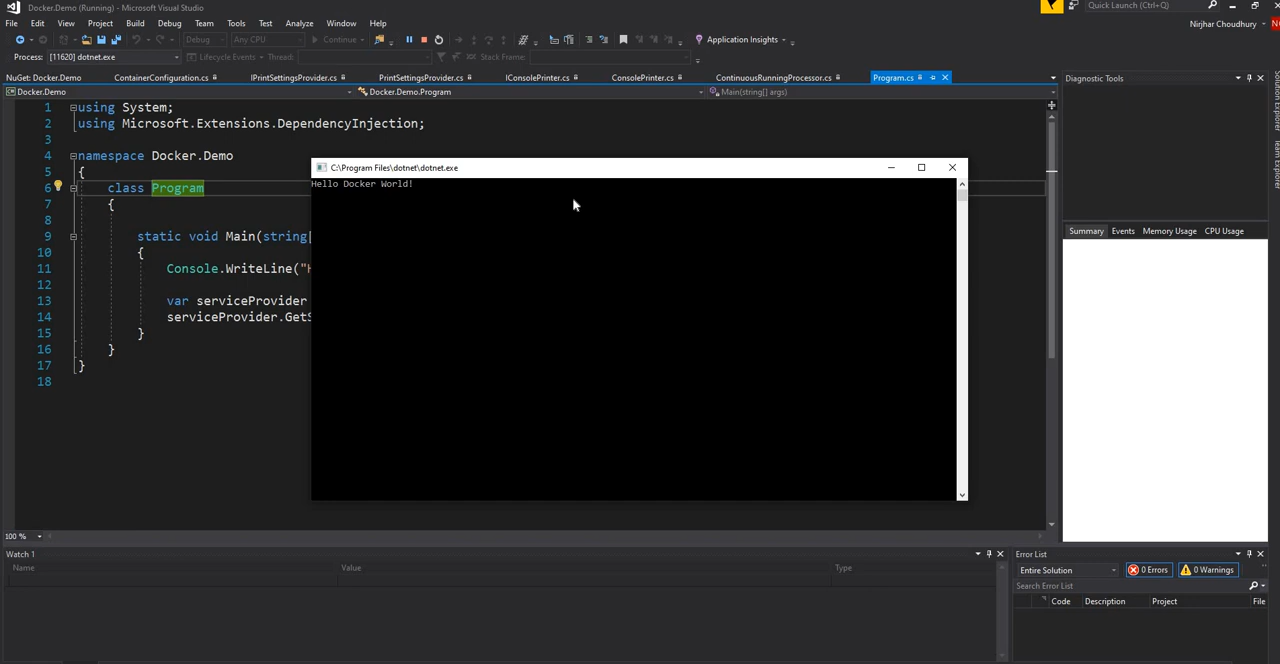 Docker.Demo (Running) - Microsoft Visual Studio
Quick Launch (Ctrl+Q)
File Edit View Project Build Debug Team Tools Test Analyze Window Help
Nirjhar Choudhury
Debug Any CPU Continue Application Insights
Process: [11620] dotnet.exe Lifecycle Events Thread: Stack Frame:
NuGet: Docker.Demo ContainerConfiguration.cs IPrintSettingsProvider.cs PrintSettingsProvider.cs IConsolePrinter.cs ConsolePrinter.cs ContinuousRunningProcessor.cs Program.cs
Diagnostic Tools
Solution Explorer
Team Explorer
Docker.Demo Docker.Demo.Program Main(string[] args)
1 using System;
2 using Microsoft.Extensions.DependencyInjection;
3
4 namespace Docker.Demo
5 {
6 class Program
7 {
8
9 static void Main(string[
10 {
11 Console.WriteLine("H
12
13 var serviceProvider
14 serviceProvider.GetS
15 }
16 }
17 }
18
C:\Program Files\dotnet\dotnet.exe
Hello Docker World!
Summary Events Memory Usage CPU Usage
100 %
Watch 1
Name Value Type
Error List
Entire Solution 0 Errors 0 Warnings
Search Error List
Code Description Project File